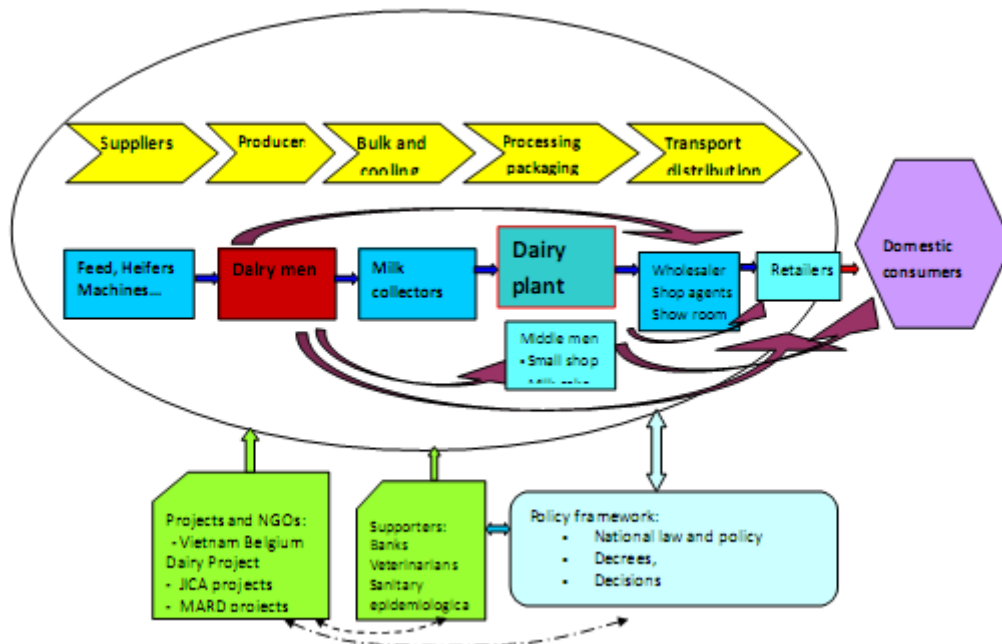 Suppliers
Producer
Bulk and
cooling
Processing
packaging
Transport
distribution
Feed, Heifers
Machines...
Dairy men
Milk
collectors
Dairy
plant
Wholesaler
Shop agents
Show room
Retailers
Domestic
consumers
Middle men
• Small shop
Projects and NGOs:
- Vietnam Belgium
Dairy Project
- JICA projects
- MARD projects
Supporters:
Banks
Veterinarians
Sanitary
epidemiologica
Policy framework:
• National law and policy
• Decrees,
• Decisions